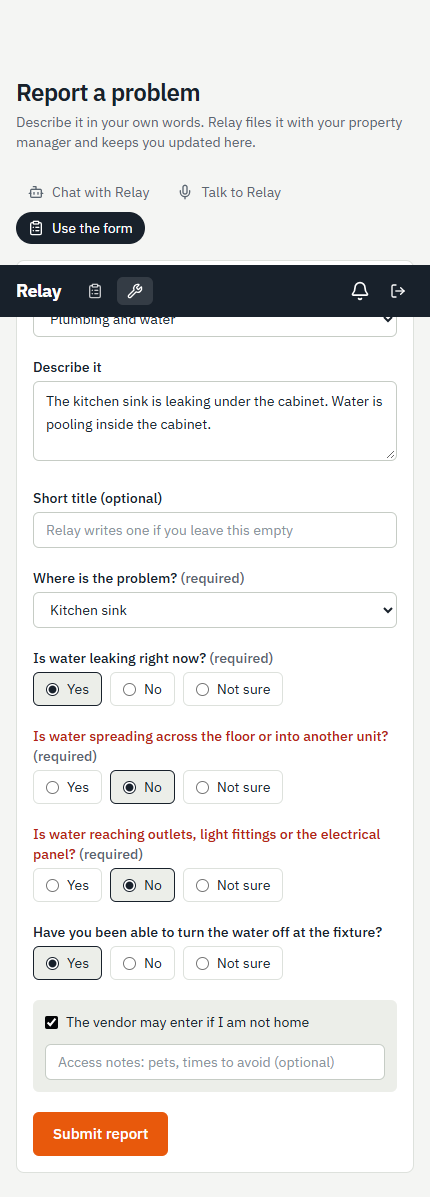 Report a problem
Describe it in your own words. Relay files it with your property
manager and keeps you updated here.
Chat with Relay
Talk to Relay
Use the form
Relay
Plumbing and water
Describe it
The kitchen sink is leaking under the cabinet. Water is
pooling inside the cabinet.
Short title (optional)
Relay writes one if you leave this empty
Where is the problem? (required)
Kitchen sink
Is water leaking right now? (required)
Yes No Not sure
Is water spreading across the floor or into another unit?
(required)
Yes No Not sure
Is water reaching outlets, light fittings or the electrical
panel? (required)
Yes No Not sure
Have you been able to turn the water off at the fixture?
Yes No Not sure
The vendor may enter if I am not home
Access notes: pets, times to avoid (optional)
Submit report